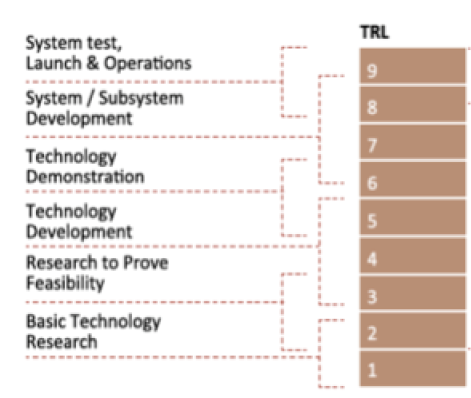 TRL
System test,
Launch & Operations
System / Subsystem
Development
Technology
Demonstration
Technology
Development
Research to Prove
Feasibility
Basic Technology
Research
9
8
7
6
5
4
3
2
1